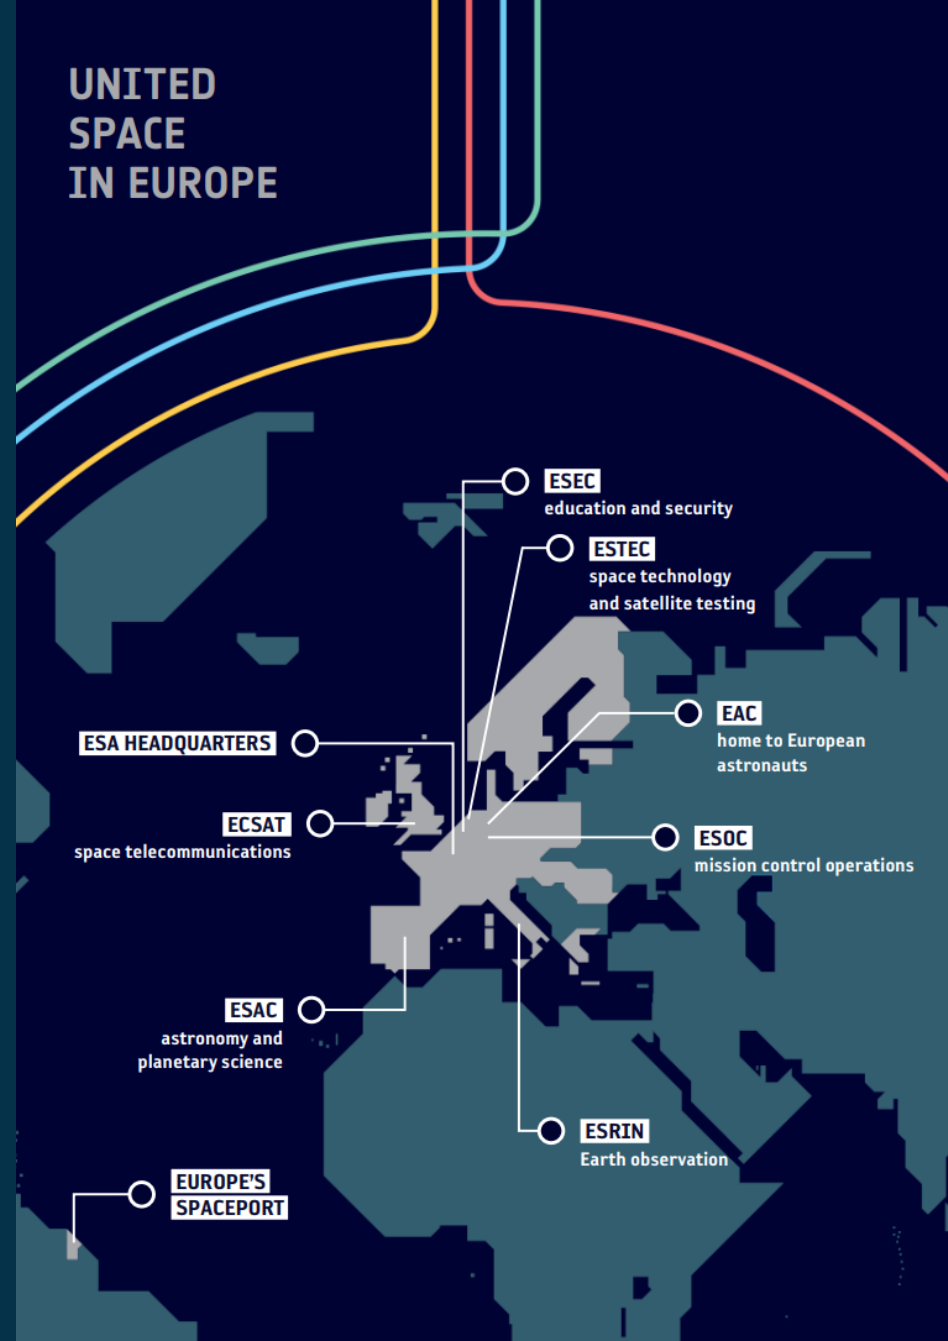 UNITED
SPACE
IN EUROPE
ESEC
education and security
ESTEC
space technology
and satellite testing
EAC
home to European
astronauts
ESA HEADQUARTERS
ECSAT
space telecommunications
ESOC
mission control operations
ESAC
astronomy and
planetary science
ESRIN
Earth observation
EUROPE'S
SPACEPORT